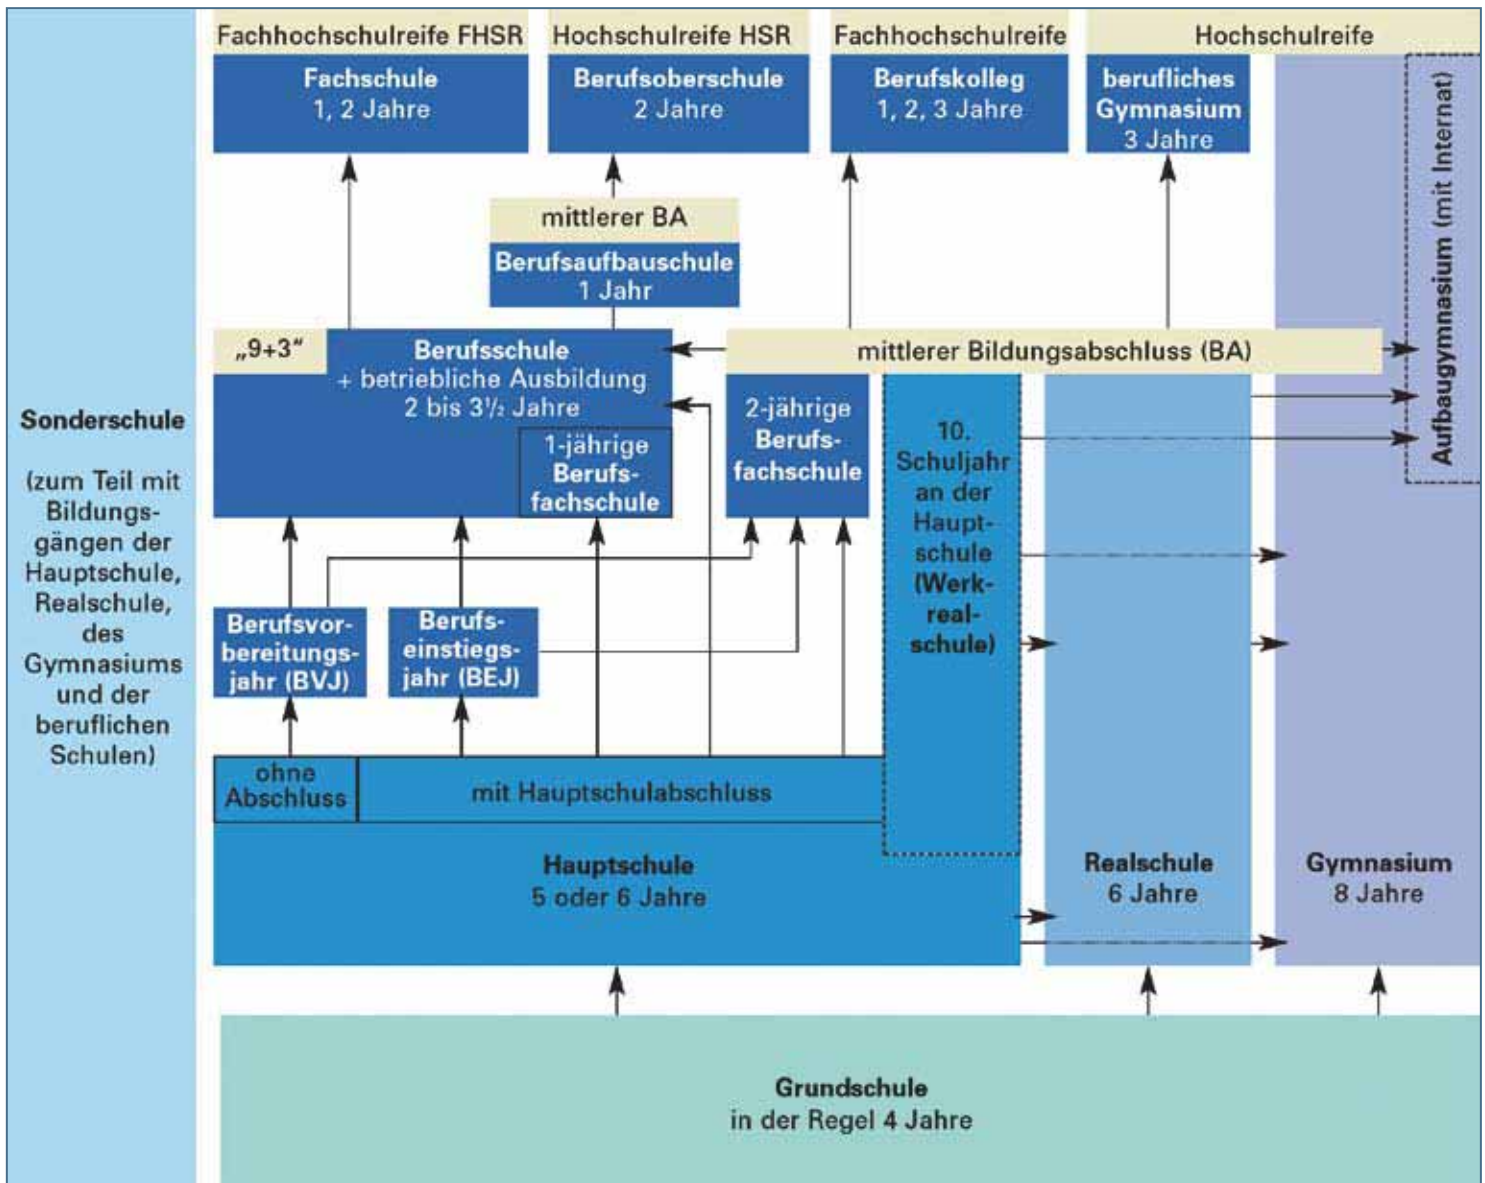 Fachhochschulreife FHSR
Hochschulreife HSR
Fachhochschulreife
Hochschulreife
Fachschule
1, 2 Jahre
Berufsoberschule
2 Jahre
Berufskolleg
1, 2, 3 Jahre
berufliches
Gymnasium
3 Jahre
Aufbaugymnasium (mit Internat)
mittlerer BA
Berufsaufbauschule
1 Jahr
„9+3“
Berufsschule
+ betriebliche Ausbildung
2 bis 3½ Jahre
1-jährige
Berufs-
fachschule
mittlerer Bildungsabschluss (BA)
2-jährige
Berufs-
fachschule
10.
Schuljahr
an der
Haupt-
schule
(Werk-
real-
schule)
Sonderschule
(zum Teil mit
Bildungs-
gängen der
Hauptschule,
Realschule,
des
Gymnasiums
und der
beruflichen
Schulen)
Berufsvor-
bereitungs-
jahr (BVJ)
Berufs-
einstiegs-
jahr (BEJ)
ohne
Abschluss
mit Hauptschulabschluss
Hauptschule
5 oder 6 Jahre
Realschule
6 Jahre
Gymnasium
8 Jahre
Grundschule
in der Regel 4 Jahre